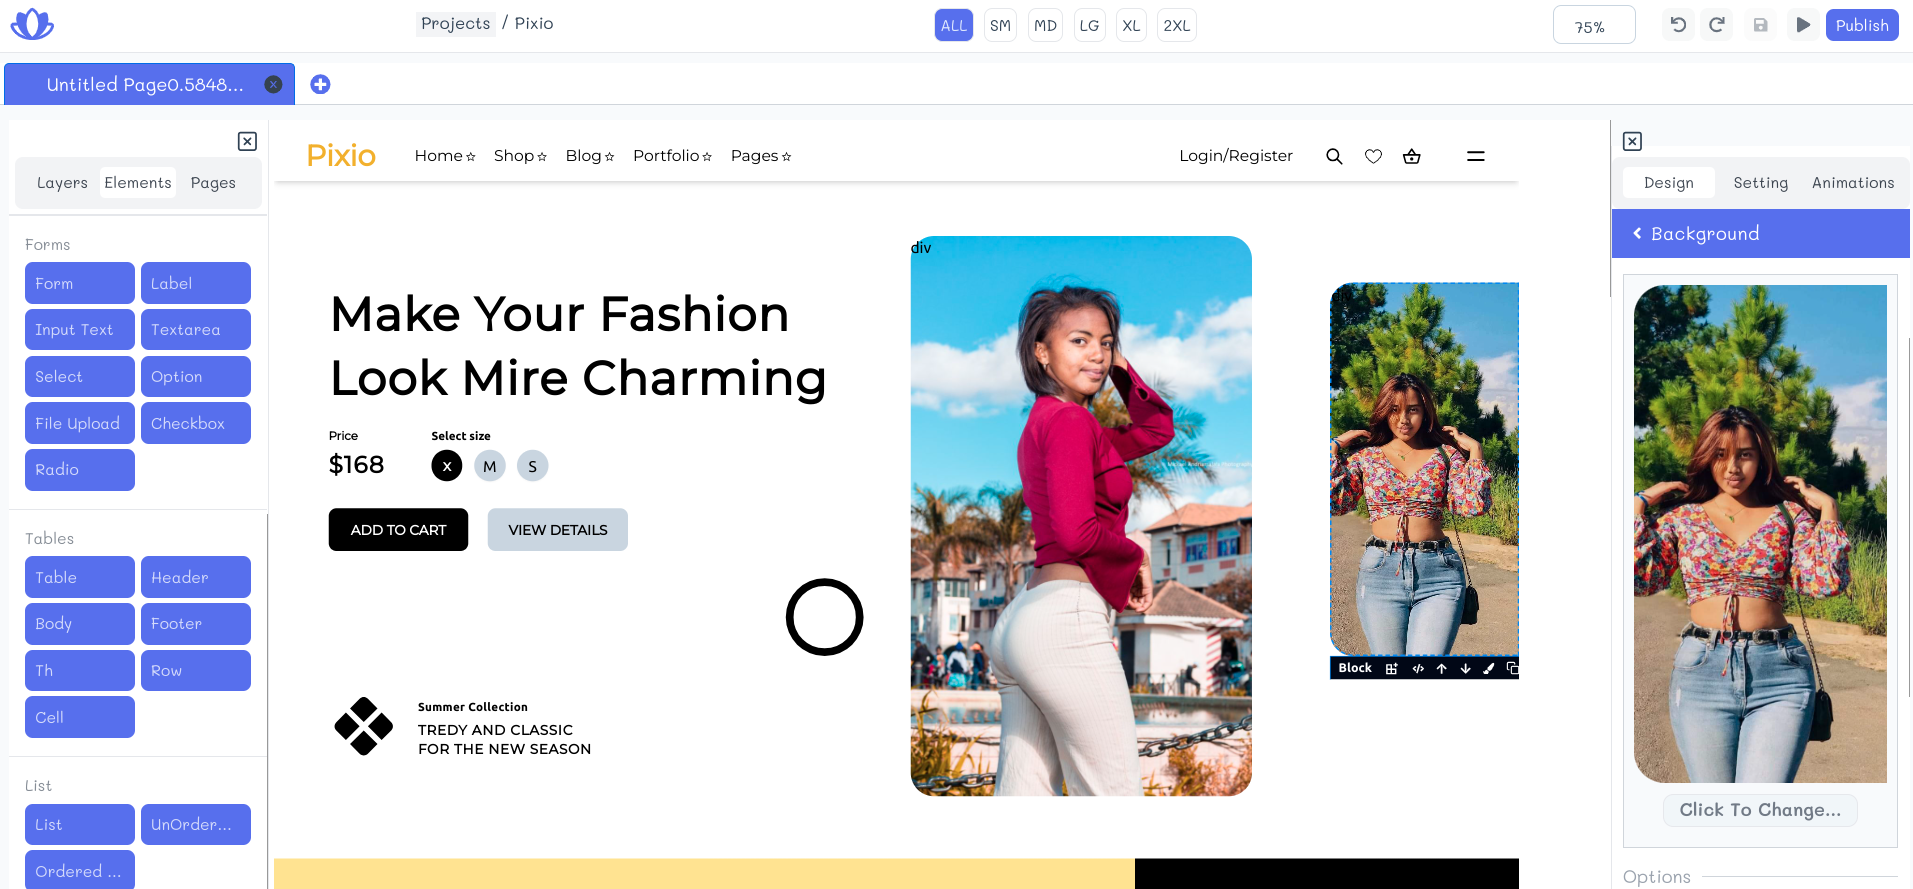 Projects / Pixio
ALL SM MD LG XL 2XL
75%
Publish
Untitled Page0.5848...
Layers Elements Pages
Forms
Form Label
Input Text Textarea
Select Option
File Upload Checkbox
Radio
Tables
Table Header
Body Footer
Th Row
Cell
List
List UnOrder...
Ordered ...
Pixio
Home Shop Blog Portfolio Pages
Login/Register
div
Make Your Fashion
Look Mire Charming
Price
$168
Select size
X M S
ADD TO CART VIEW DETAILS
Summer Collection
TREDY AND CLASSIC
FOR THE NEW SEASON
Block
Design Setting Animations
Background
Click To Change...
Options